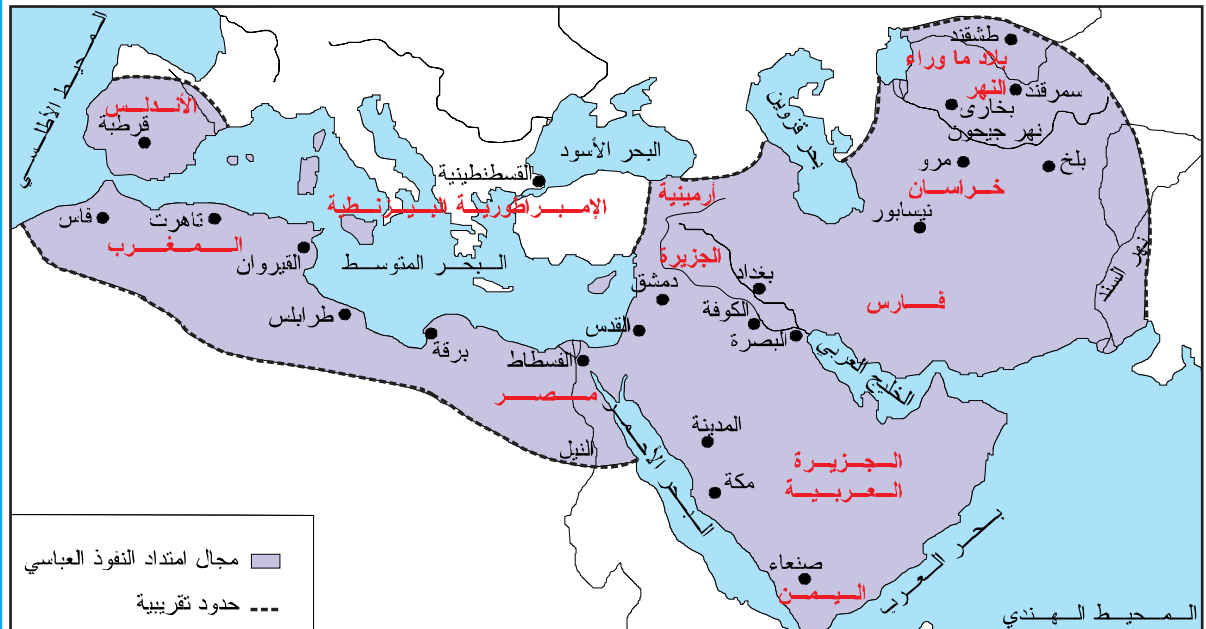 طشقند
بلاد ما وراء
النهر
سمرقند
بخارى
نهر جيحون
بلخ
مرو
خراسان
نيسابور
نهر السند
فارس
بحر قزوين
البحر الأسود
القسطنطينية
الإمبراطورية البيزنطية
أرمينية
الجزيرة
بغداد
دمشق
الكوفة
القدس
البصرة
الخليج العربي
محيط الأطلسي
الأندلس
قرطبة
فاس
تاهرت
المغرب
القيروان
البحر المتوسط
طرابلس
برقة
الفسطاط
مصر
النيل
البحر الأحمر
المدينة
مكة
الجزيرة
العربية
صنعاء
اليمن
بحر العرب
المحيط الهندي
مجال امتداد النفوذ العباسي
حدود تقريبية